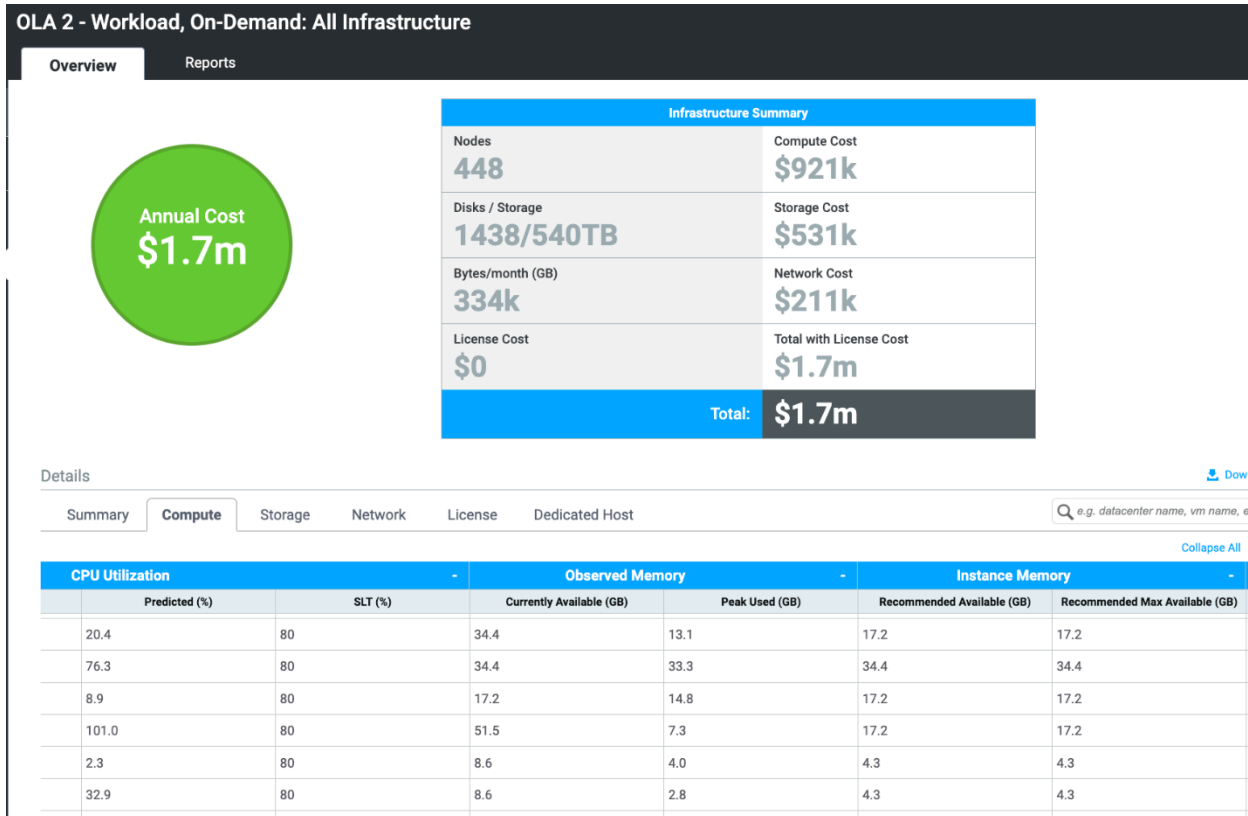 OLA 2 - Workload, On-Demand: All Infrastructure
Overview Reports
Infrastructure Summary
Annual Cost
$1.7m
Nodes Compute Cost
448 $921k
Disks / Storage Storage Cost
1438/540TB $531k
Bytes/month (GB) Network Cost
334k $211k
License Cost Total with License Cost
$0 $1.7m
Total: $1.7m
Details Dow
Summary Compute Storage Network License Dedicated Host e.g. datacenter name, vm name, e
Collapse All
CPU Utilization - Observed Memory - Instance Memory -
Predicted (%) SLT (%) Currently Available (GB) Peak Used (GB) Recommended Available (GB) Recommended Max Available (GB)
20.4 80 34.4 13.1 17.2 17.2
76.3 80 34.4 33.3 34.4 34.4
8.9 80 17.2 14.8 17.2 17.2
101.0 80 51.5 7.3 17.2 17.2
2.3 80 8.6 4.0 4.3 4.3
32.9 80 8.6 2.8 4.3 4.3